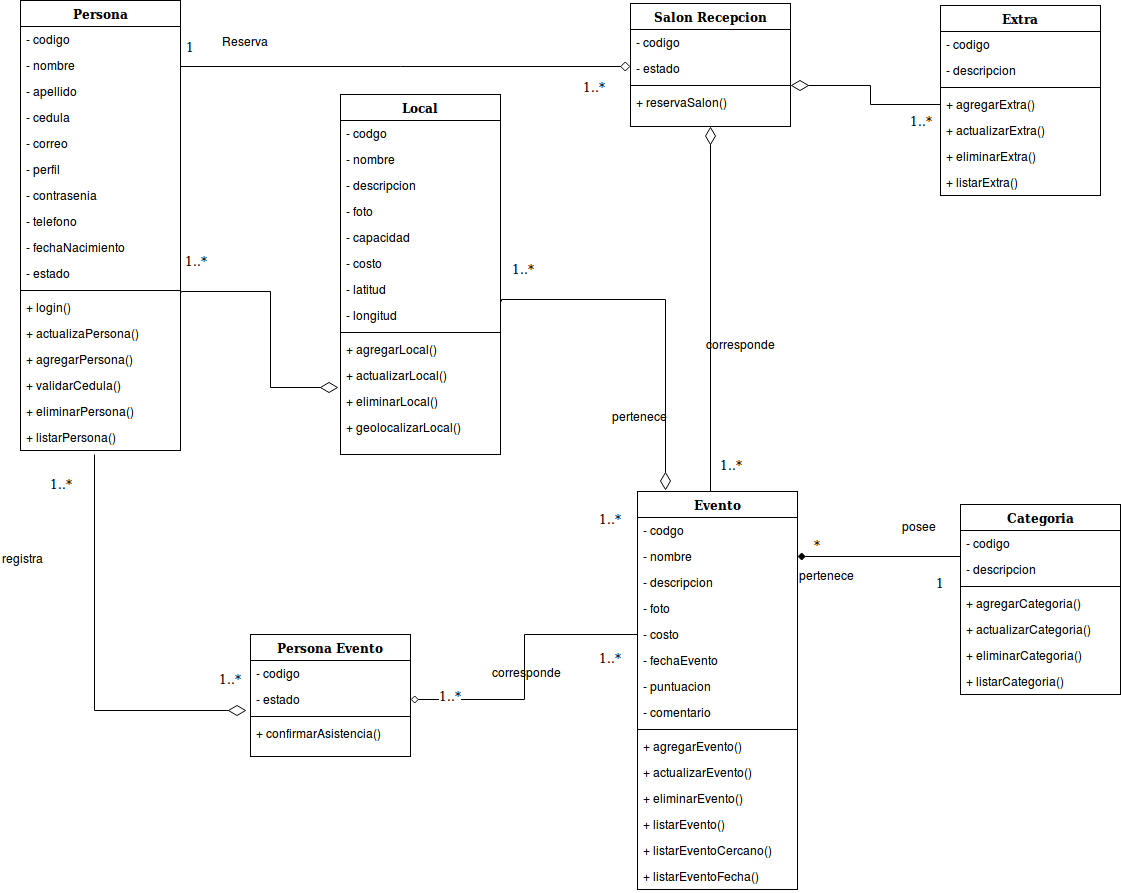 Persona
- codigo
- nombre
- apellido
- cedula
- correo
- perfil
- contrasenia
- telefono
- fechaNacimiento
- estado
+ login()
+ actualizaPersona()
+ agregarPersona()
+ validarCedula()
+ eliminarPersona()
+ listarPersona()
1
Reserva
1..*
Salon Recepcion
- codigo
- estado
+ reservaSalon()
Extra
- codigo
- descripcion
+ agregarExtra()
+ actualizarExtra()
+ eliminarExtra()
+ listarExtra()
1..*
Local
- codgo
- nombre
- descripcion
- foto
- capacidad
- costo
- latitud
- longitud
+ agregarLocal()
+ actualizarLocal()
+ eliminarLocal()
+ geolocalizarLocal()
1..*
1..*
corresponde
pertenece
1..*
1..*
1..*
registra
Evento
- codgo
- nombre
- descripcion
- foto
- costo
- fechaEvento
- puntuacion
- comentario
+ agregarEvento()
+ actualizarEvento()
+ eliminarEvento()
+ listarEvento()
+ listarEventoCercano()
+ listarEventoFecha()
*
posee
pertenece
1
Categoria
- codigo
- descripcion
+ agregarCategoria()
+ actualizarCategoria()
+ eliminarCategoria()
+ listarCategoria()
Persona Evento
- codigo
- estado
+ confirmarAsistencia()
1..*
1..*
corresponde
1..*